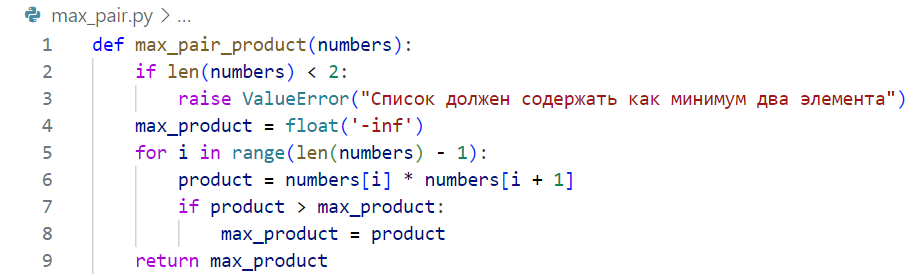 max_pair.py > ...
1 def max_pair_product(numbers):
2     if len(numbers) < 2:
3         raise ValueError("Список должен содержать как минимум два элемента")
4     max_product = float('-inf')
5     for i in range(len(numbers) - 1):
6         product = numbers[i] * numbers[i + 1]
7         if product > max_product:
8             max_product = product
9     return max_product